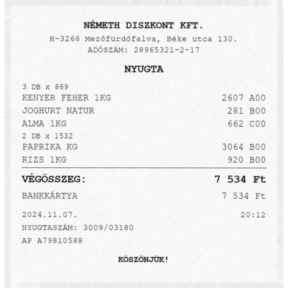 NÉMETH DISZKONT KFT.
H-3266 Mezőfürdőfalva, Béke utca 130.
ADÓSZÁM: 28965321-2-17
NYUGTA
3 DB x 869
KENYER FEHER 1KG 2607 A00
JOGHURT NATUR 281 B00
ALMA 1KG 662 C00
2 DB x 1532
PAPRIKA KG 3064 B00
RIZS 1KG 920 B00
VÉGÖSSZEG: 7 534 Ft
BANKKÁRTYA 7 534 Ft
2024.11.07. 20:12
NYUGTASZÁM: 3009/03180
AP A79810588
KÖSZÖNJÜK!